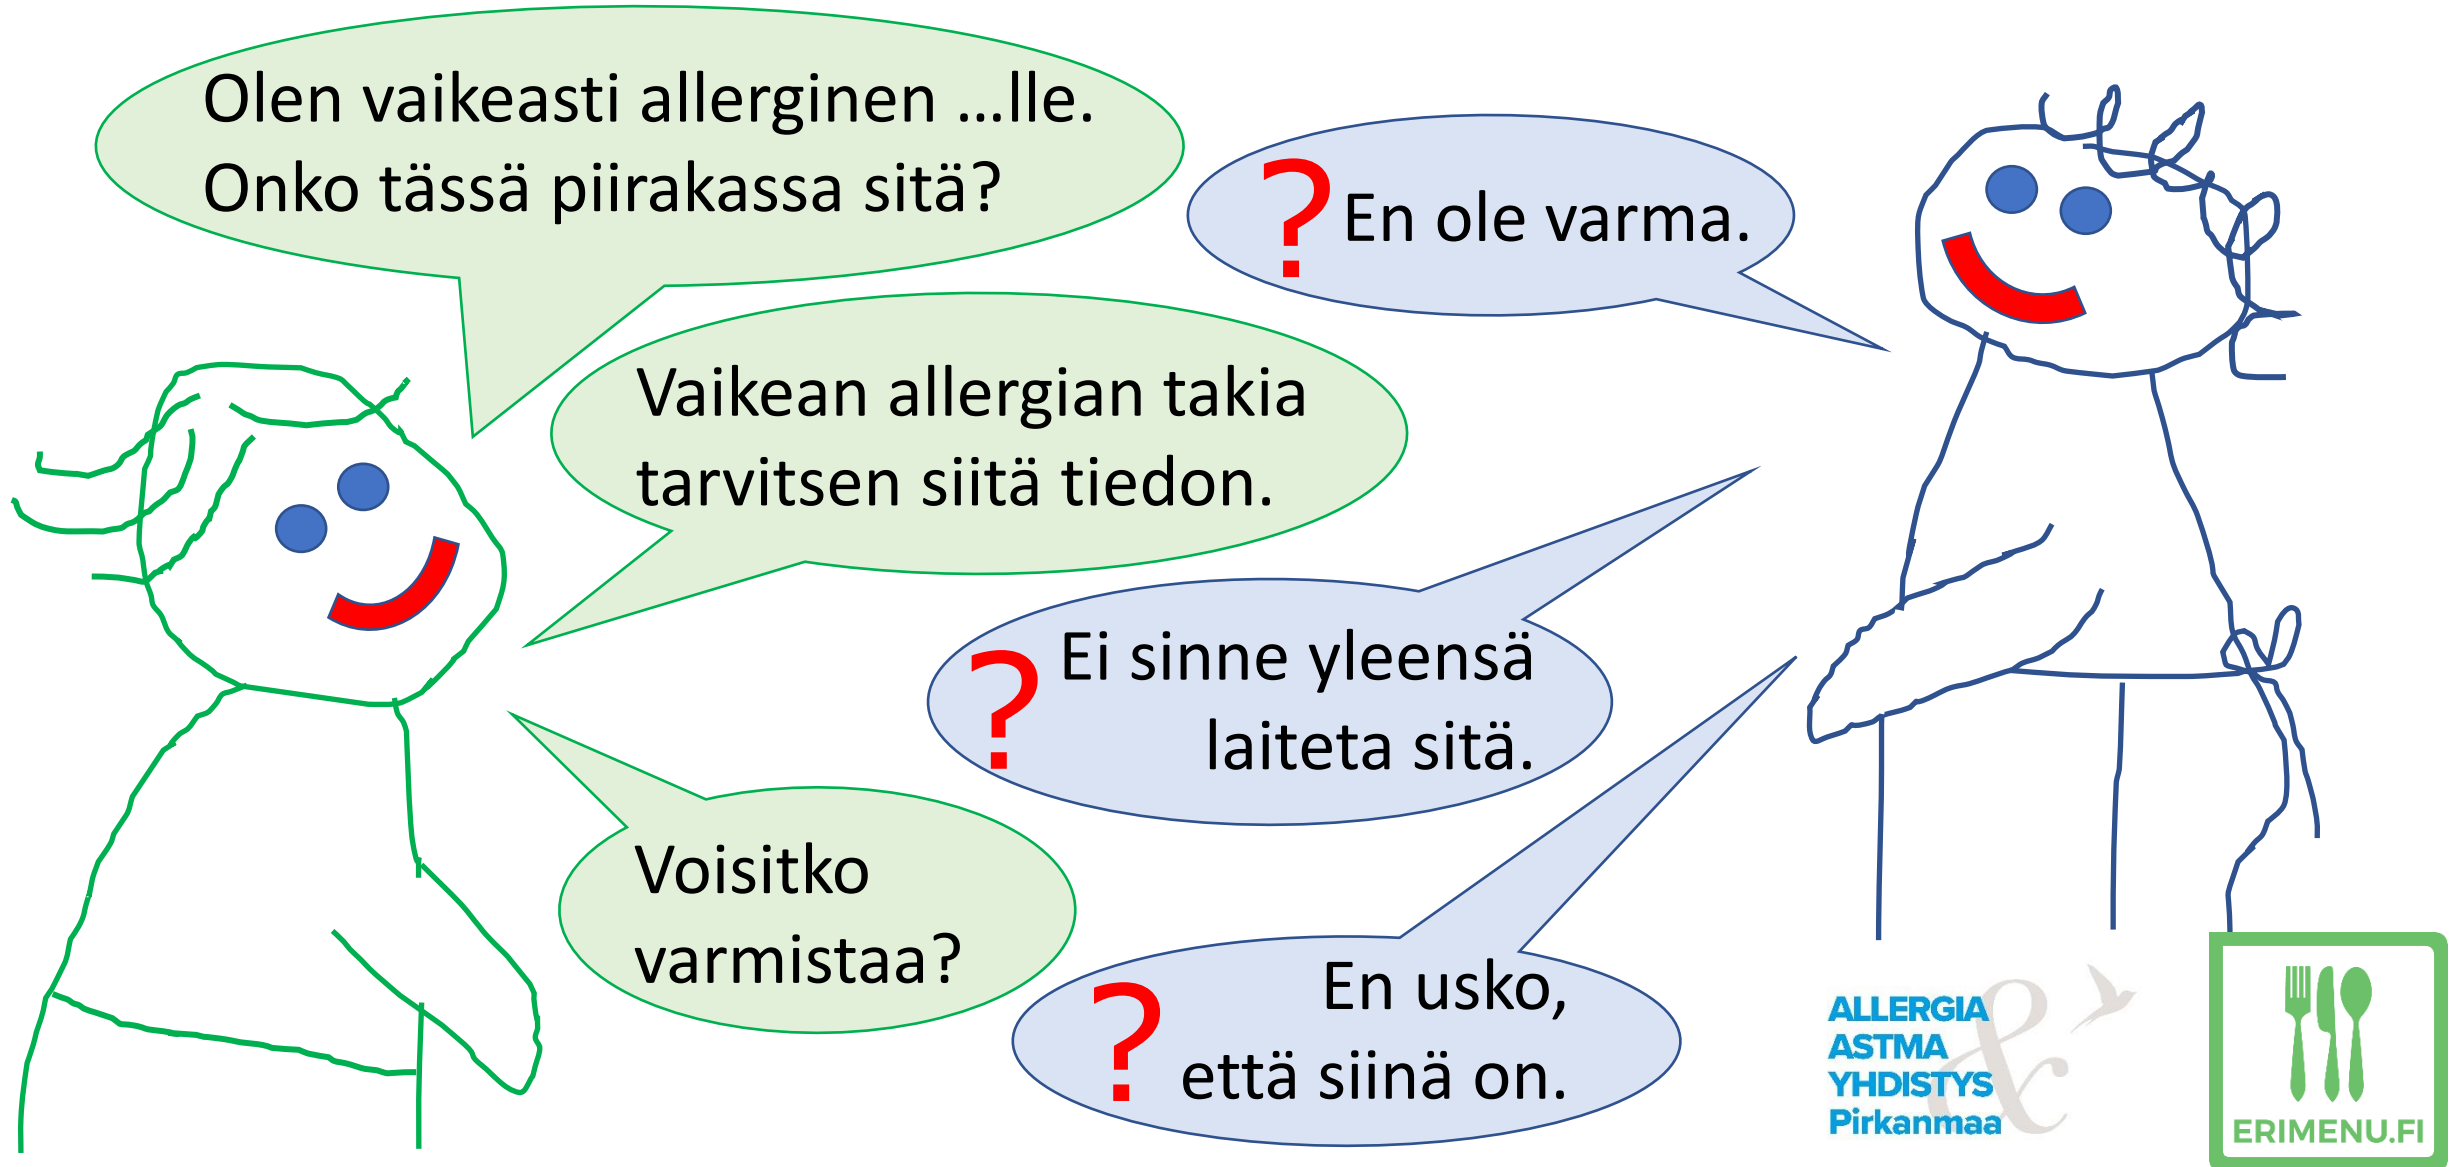 Olen vaikeasti allerginen ...lle.
Onko tässä piirakassa sitä?
? En ole varma.
Vaikean allergian takia
tarvitsen siitä tiedon.
? Ei sinne yleensä
laiteta sitä.
Voisitko
varmistaa?
? En usko,
että siinä on.
ALLERGIA
ASTMA
YHDISTYS
Pirkanmaa
&
ERIMENU.FI